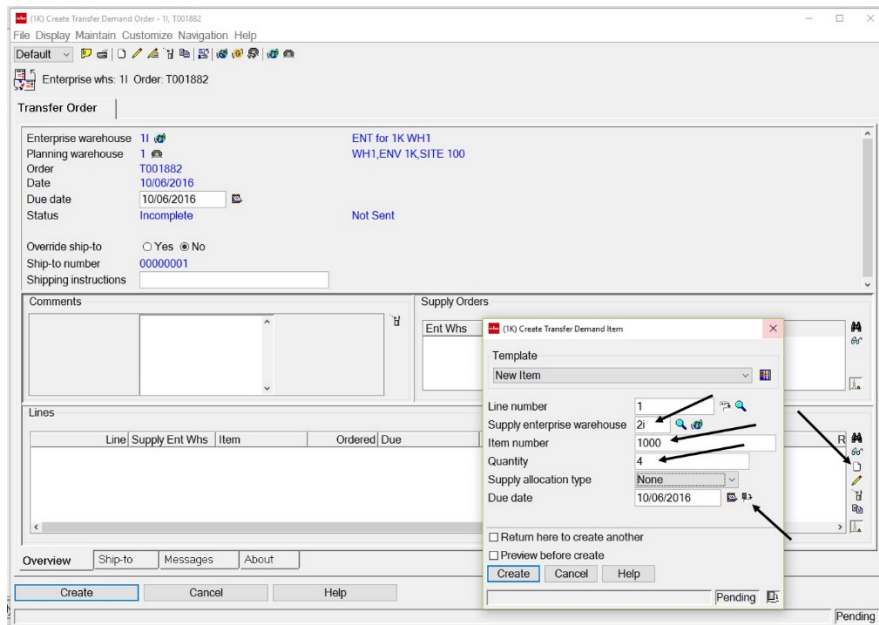 (1K) Create Transfer Demand Order - 1I, T001882
File Display Maintain Customize Navigation Help
Default
Enterprise whs: 1I Order: T001882
Transfer Order
Enterprise warehouse 1I ENT for 1K WH1
Planning warehouse 1 WH1,ENV 1K,SITE 100
Order T001882
Date 10/06/2016
Due date 10/06/2016
Status Incomplete Not Sent
Override ship-to Yes No
Ship-to number 00000001
Shipping instructions
Comments
Supply Orders
Ent Whs
(1K) Create Transfer Demand Item
Template
New Item
Line number 1
Supply enterprise warehouse 2i
Item number 1000
Quantity 4
Supply allocation type None
Due date 10/06/2016
Return here to create another
Preview before create
Create Cancel Help
Pending
Lines
Line Supply Ent Whs Item Ordered Due R
Overview Ship-to Messages About
Create Cancel Help
Pending